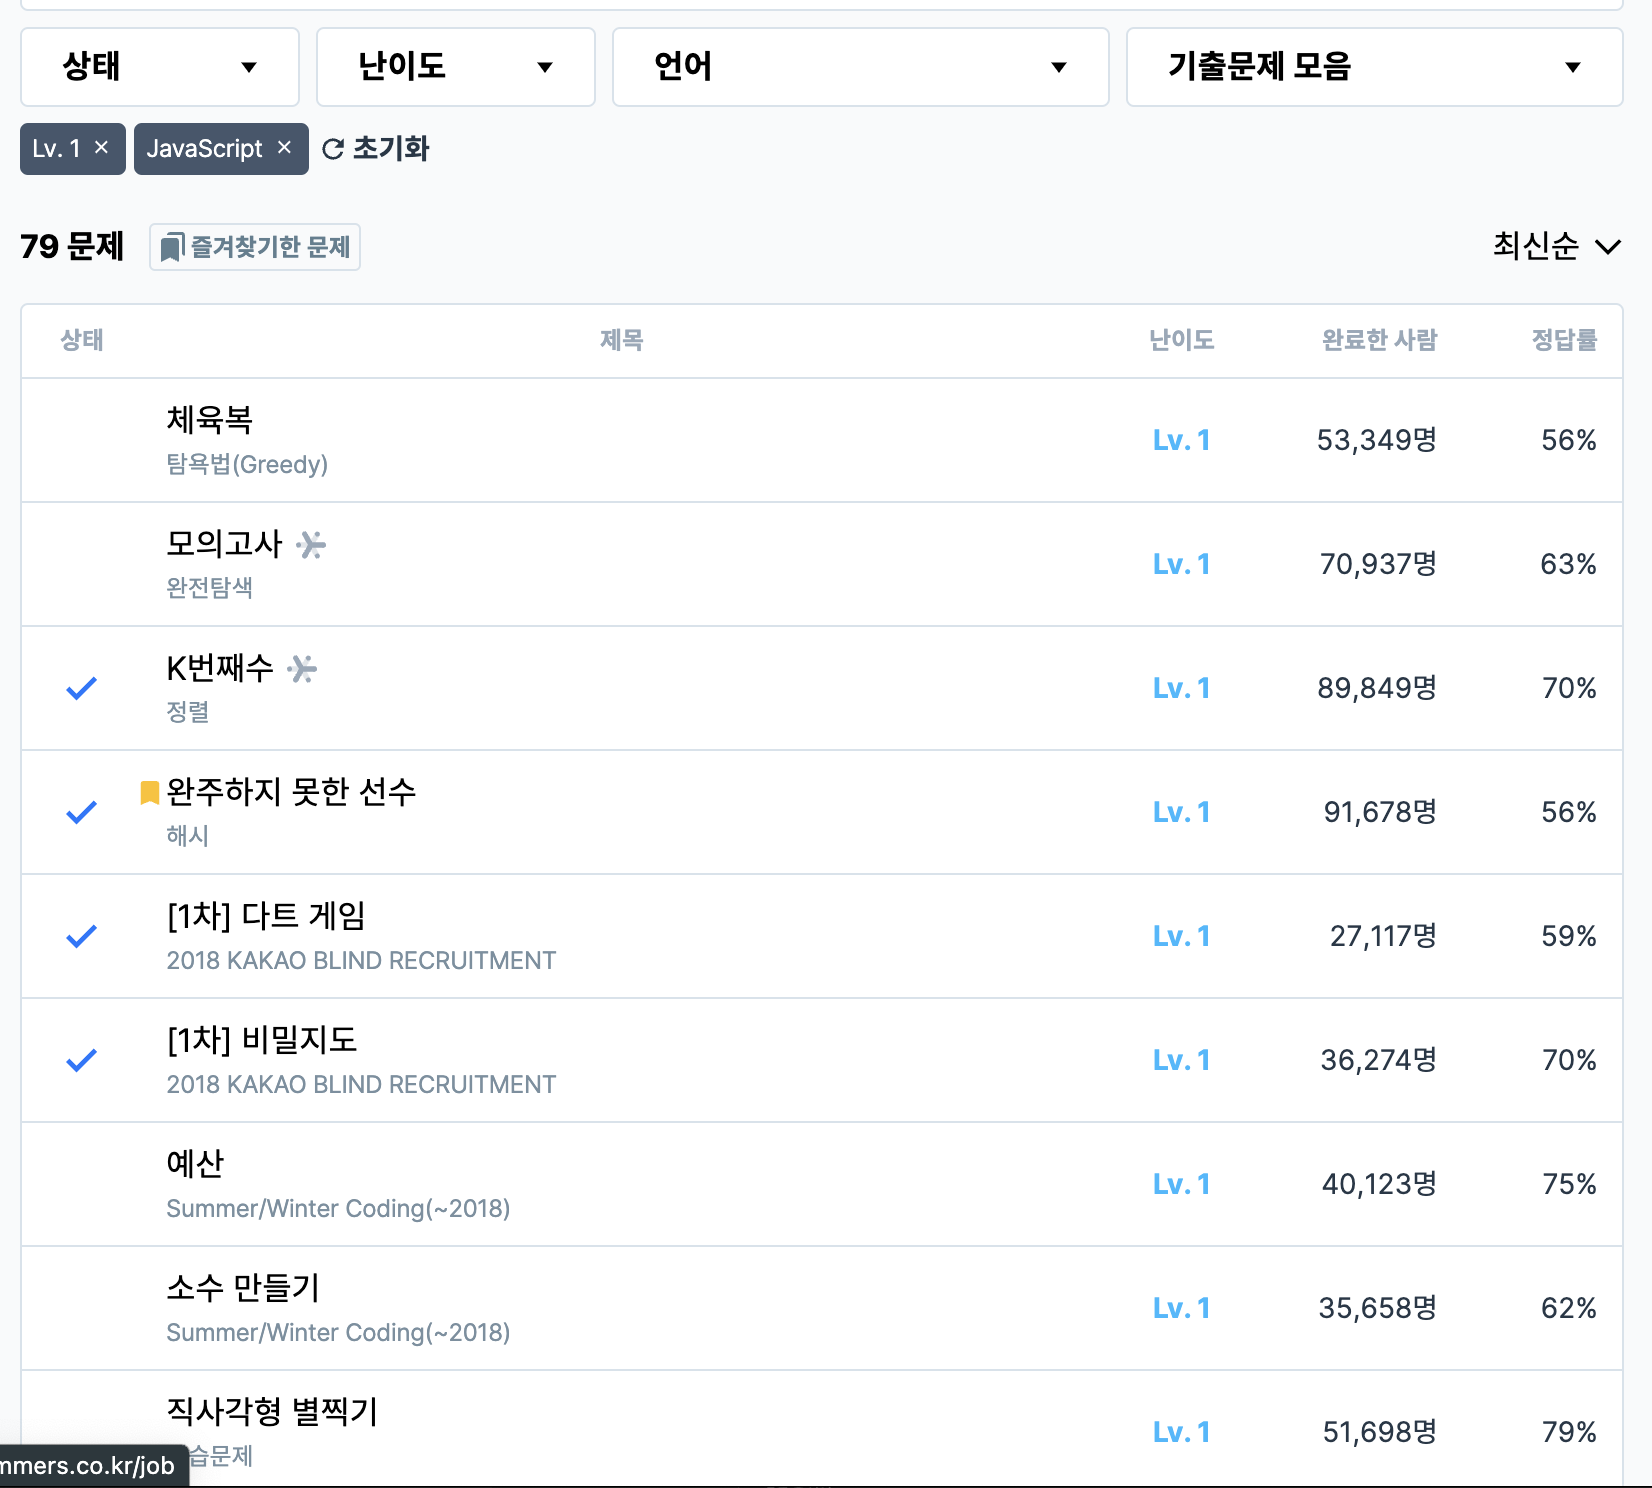 상태 난이도 언어 기출문제 모음
Lv. 1 × JavaScript × 초기화
79 문제 즐겨찾기한 문제 최신순
상태 제목 난이도 완료한 사람 정답률
체육복
탐욕법(Greedy)
Lv. 1 53,349명 56%
모의고사
완전탐색
Lv. 1 70,937명 63%
K번째수
정렬
Lv. 1 89,849명 70%
완주하지 못한 선수
해시
Lv. 1 91,678명 56%
[1차] 다트 게임
2018 KAKAO BLIND RECRUITMENT
Lv. 1 27,117명 59%
[1차] 비밀지도
2018 KAKAO BLIND RECRUITMENT
Lv. 1 36,274명 70%
예산
Summer/Winter Coding(~2018)
Lv. 1 40,123명 75%
소수 만들기
Summer/Winter Coding(~2018)
Lv. 1 35,658명 62%
직사각형 별찍기
습문제
Lv. 1 51,698명 79%
mmers.co.kr/job